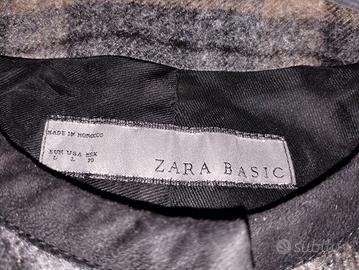 MADE IN MOROCCO
EUR USA MEX
L L 30
ZARA BASIC
subito